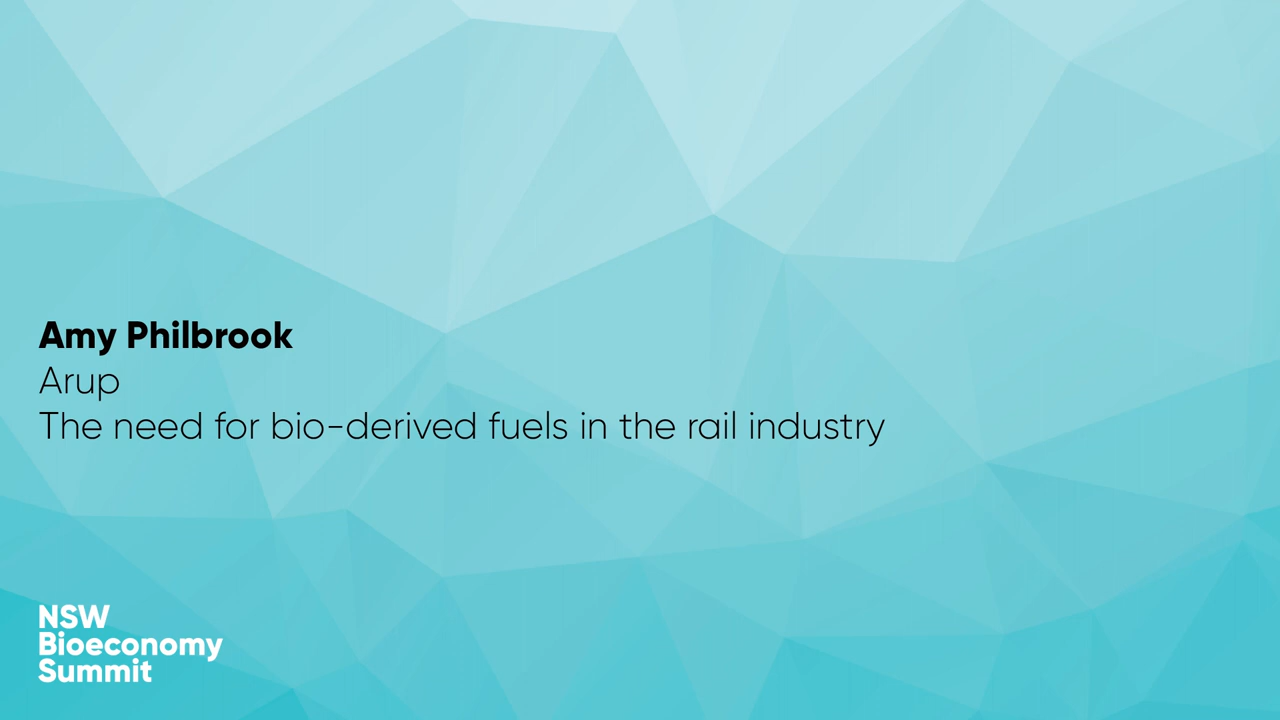 Amy Philbrook
Arup
The need for bio-derived fuels in the rail industry
NSW
Bioeconomy
Summit